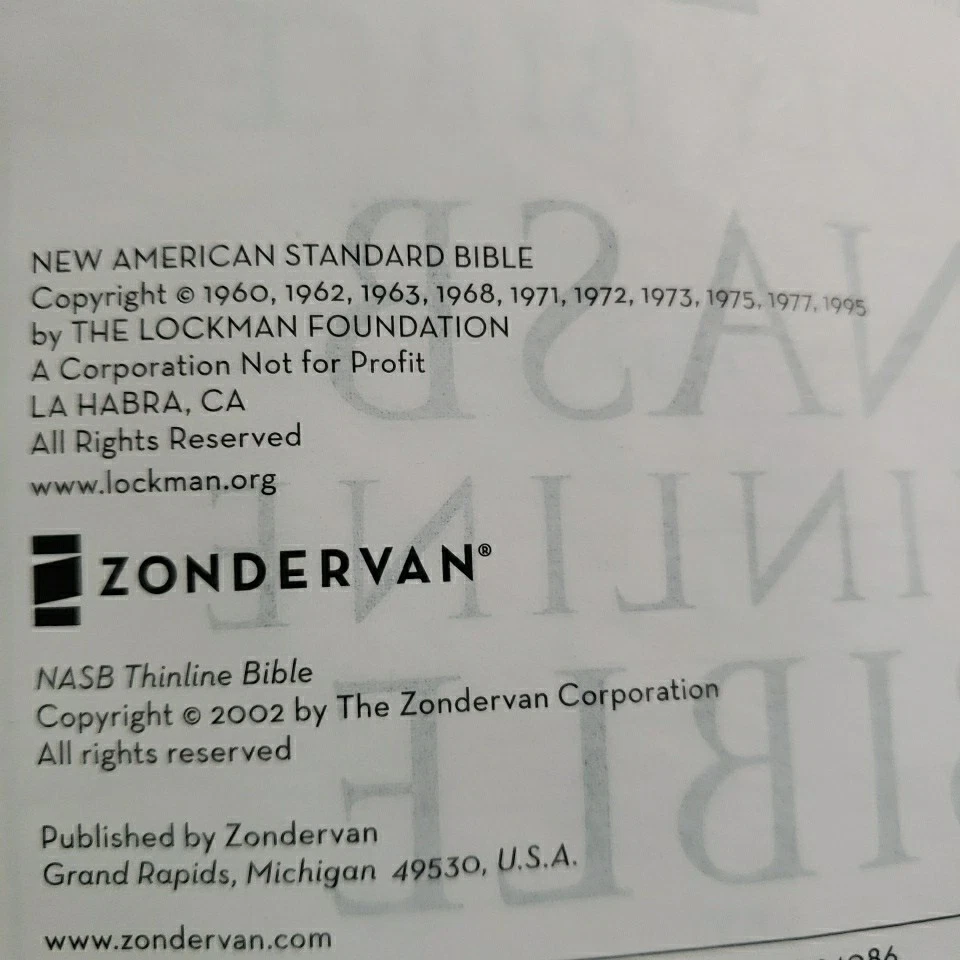 NEW AMERICAN STANDARD BIBLE
Copyright © 1960, 1962, 1963, 1968, 1971, 1972, 1973, 1975, 1977, 1995
by THE LOCKMAN FOUNDATION
A Corporation Not for Profit
LA HABRA, CA
All Rights Reserved
www.lockman.org
ZONDERVAN®
NASB Thinline Bible
Copyright © 2002 by The Zondervan Corporation
All rights reserved
Published by Zondervan
Grand Rapids, Michigan 49530, U.S.A.
www.zondervan.com